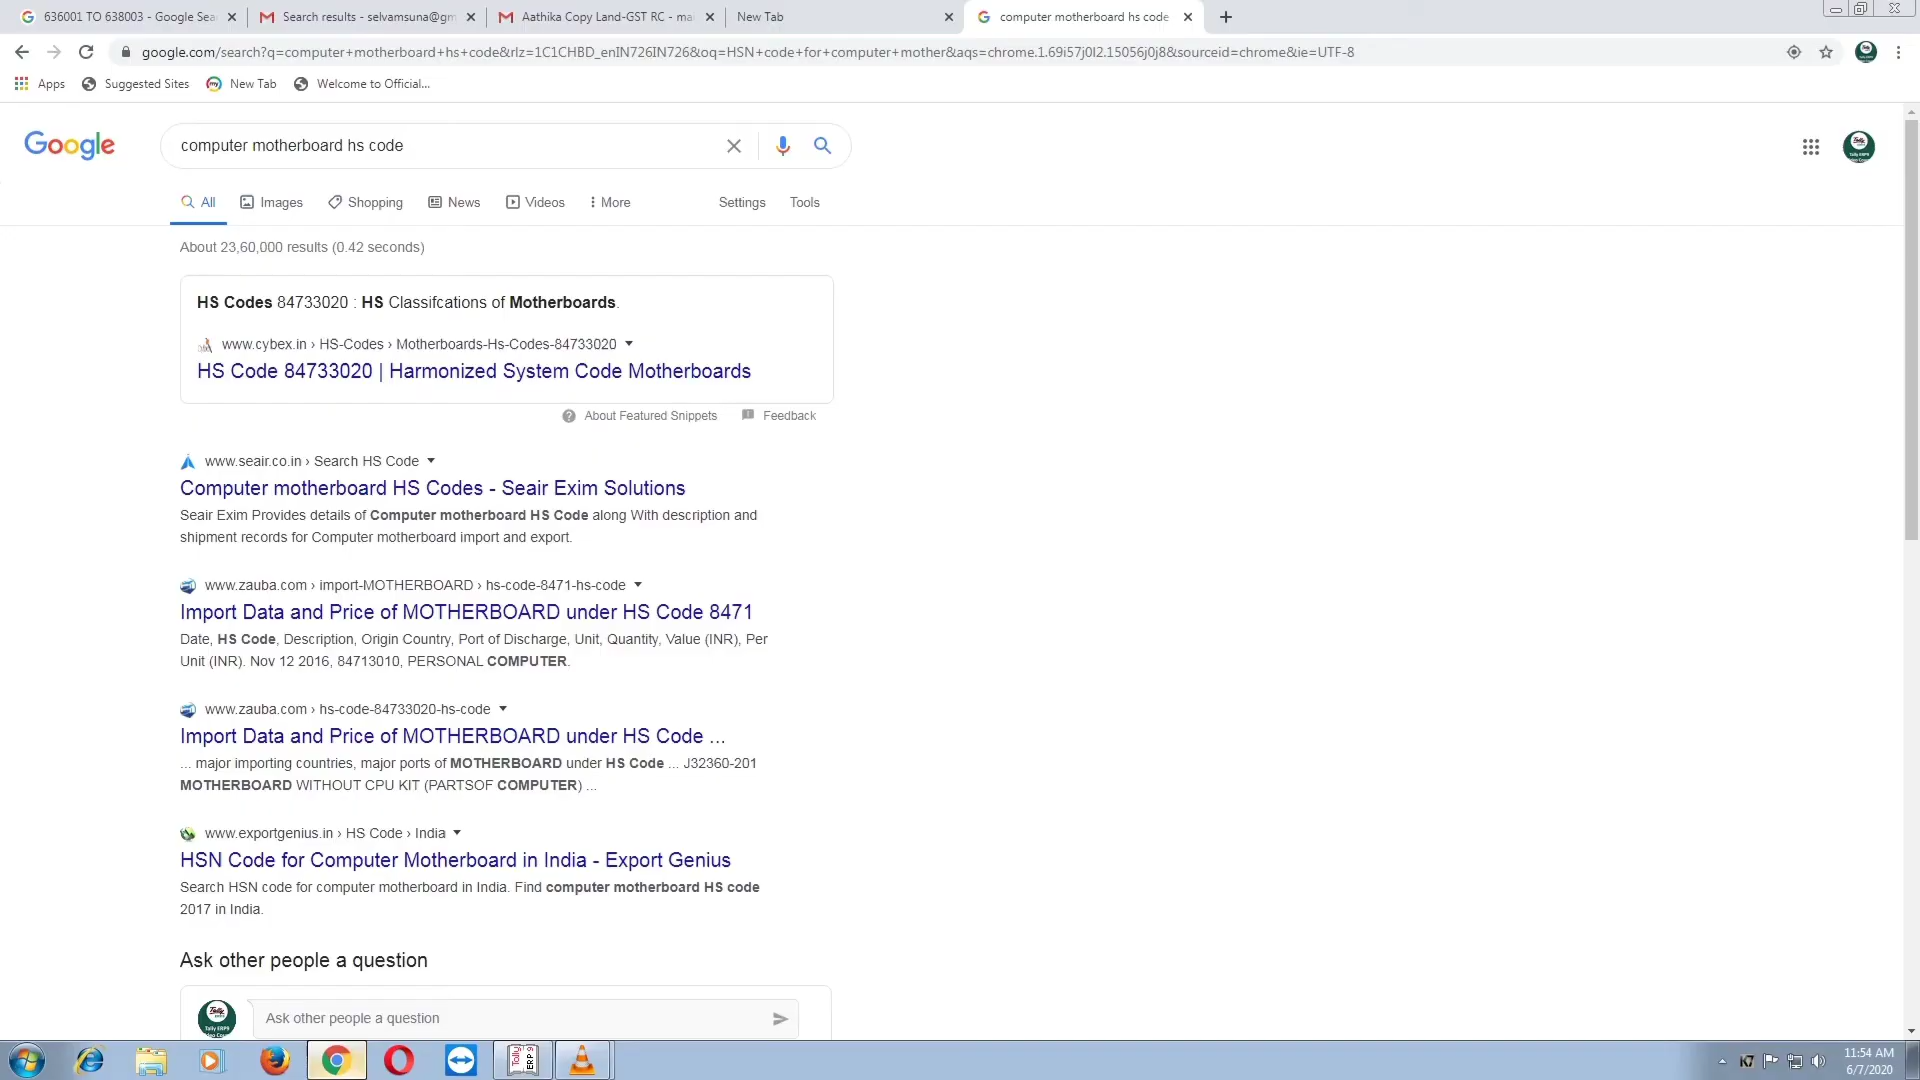 636001 TO 638003 - Google Sea
Search results - selvamsuna@gm
Aathika Copy Land-GST RC - ma
New Tab
computer motherboard hs code
google.com/search?q=computer+motherboard+hs+code&rlz=1C1CHBD_enIN726IN726&oq=HSN+code+for+computer+mother&aqs=chrome.1.69i57j0l2.15056j0j8&sourceid=chrome&ie=UTF-8
Apps
Suggested Sites
New Tab
Welcome to Official...
Google
computer motherboard hs code
All
Images
Shopping
News
Videos
More
Settings
Tools
About 23,60,000 results (0.42 seconds)
HS Codes 84733020 : HS Classifcations of Motherboards.
www.cybex.in › HS-Codes › Motherboards-Hs-Codes-84733020
HS Code 84733020 | Harmonized System Code Motherboards
About Featured Snippets
Feedback
www.seair.co.in › Search HS Code
Computer motherboard HS Codes - Seair Exim Solutions
Seair Exim Provides details of Computer motherboard HS Code along With description and
shipment records for Computer motherboard import and export.
www.zauba.com › import-MOTHERBOARD › hs-code-8471-hs-code
Import Data and Price of MOTHERBOARD under HS Code 8471
Date, HS Code, Description, Origin Country, Port of Discharge, Unit, Quantity, Value (INR), Per
Unit (INR). Nov 12 2016, 84713010, PERSONAL COMPUTER.
www.zauba.com › hs-code-84733020-hs-code
Import Data and Price of MOTHERBOARD under HS Code ...
... major importing countries, major ports of MOTHERBOARD under HS Code ... J32360-201
MOTHERBOARD WITHOUT CPU KIT (PARTSOF COMPUTER) ...
www.exportgenius.in › HS Code › India
HSN Code for Computer Motherboard in India - Export Genius
Search HSN code for computer motherboard in India. Find computer motherboard HS code
2017 in India.
Ask other people a question
Ask other people a question
Tally
ERP 9
11:54 AM
6/7/2020